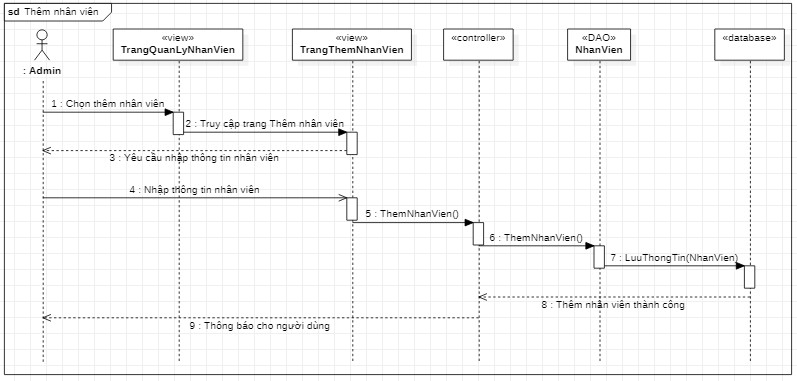 sd Thêm nhân viên
«view»
TrangQuanLyNhanVien
«view»
TrangThemNhanVien
«controller»
«DAO»
NhanVien
«database»
: Admin
1 : Chọn thêm nhân viên
2 : Truy cập trang Thêm nhân viên
3 : Yêu cầu nhập thông tin nhân viên
4 : Nhập thông tin nhân viên
5 : ThemNhanVien()
6 : ThemNhanVien()
7 : LuuThongTin(NhanVien)
8 : Thêm nhân viên thành công
9 : Thông báo cho người dùng